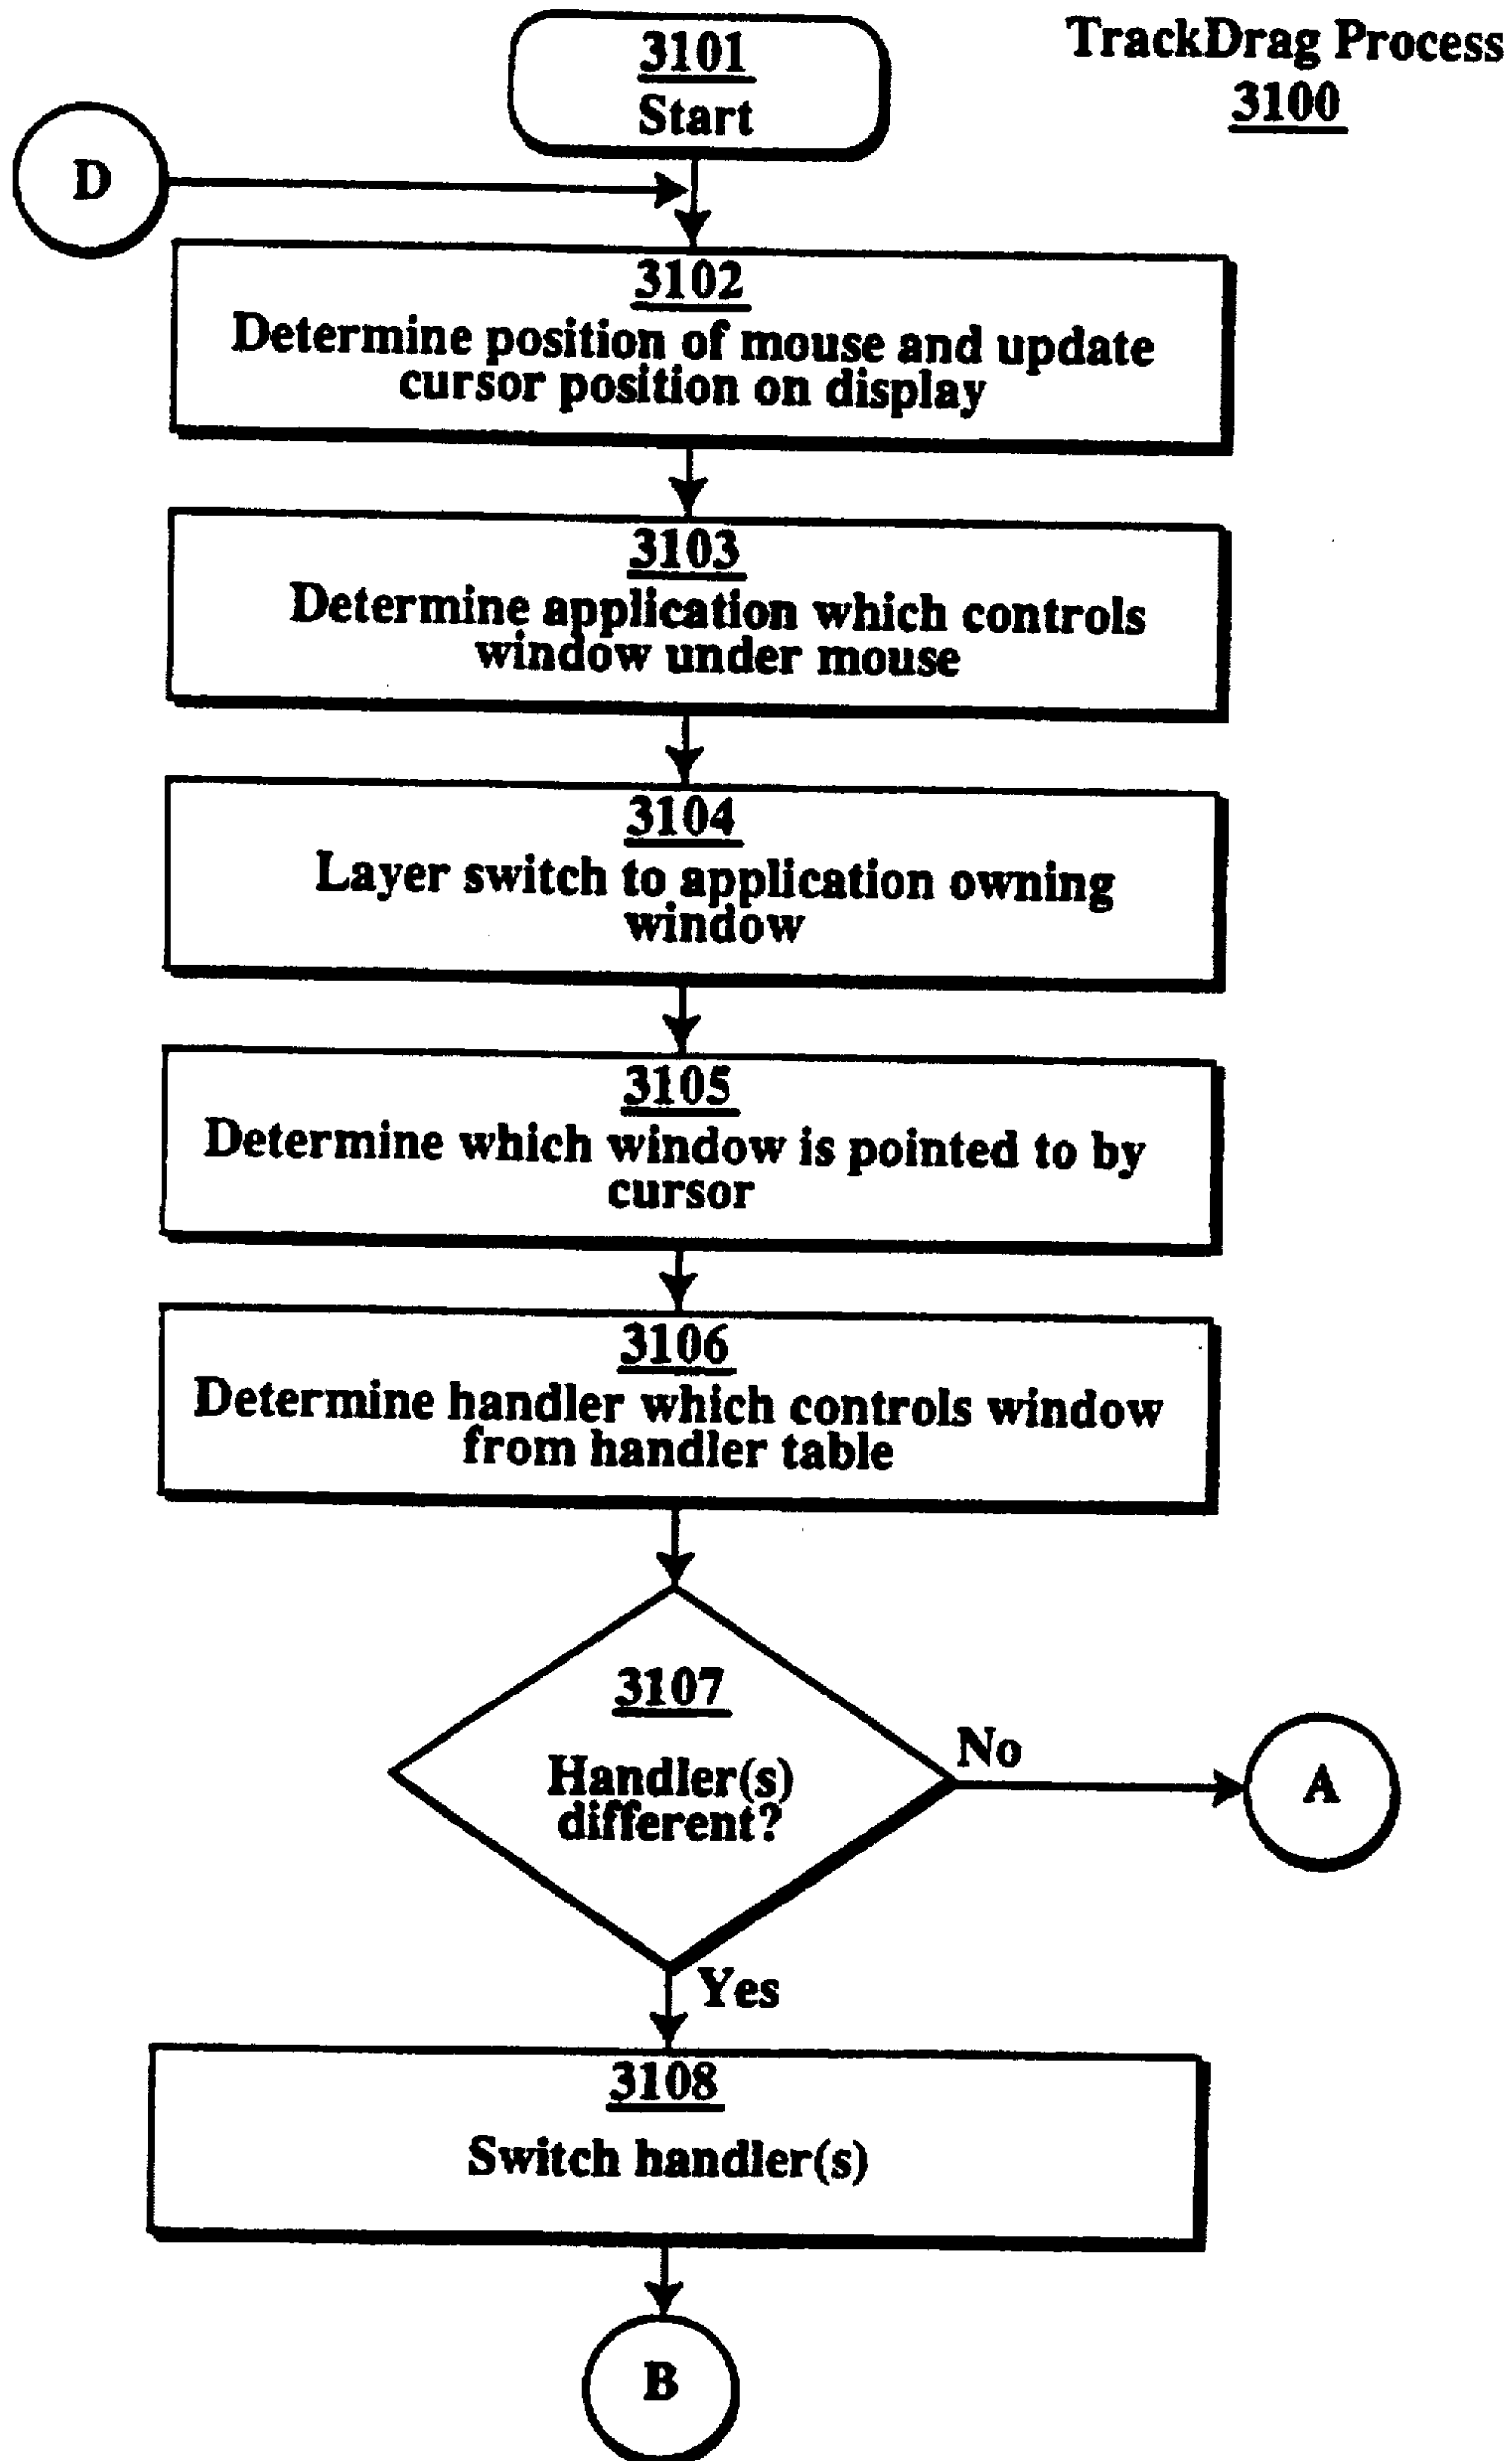 TrackDrag Process
3100
3101
Start
D
3102
Determine position of mouse and update
cursor position on display
3103
Determine application which controls
window under mouse
3104
Layer switch to application owning
window
3105
Determine which window is pointed to by
cursor
3106
Determine handler which controls window
from handler table
3107
Handler(s)
different?
No
A
Yes
3108
Switch handler(s)
B